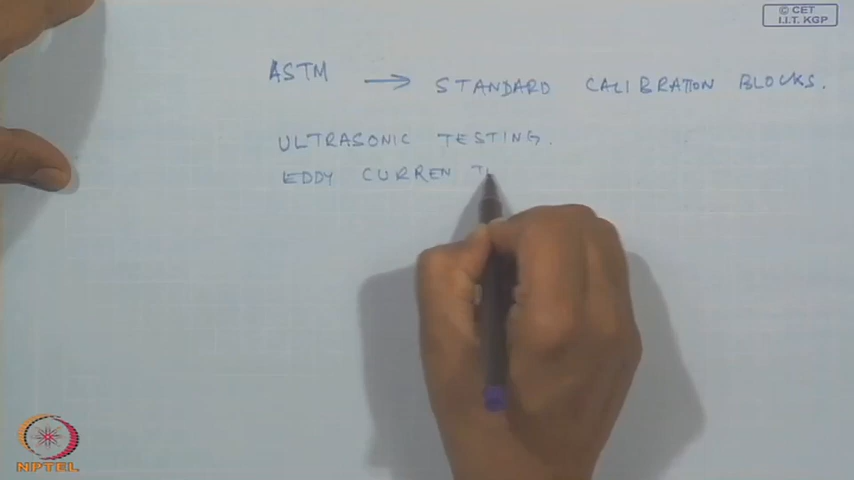 © CET
I.I.T. KGP
ASTM → STANDARD CALIBRATION BLOCKS.
ULTRASONIC TESTING.
EDDY CURREN T
NPTEL